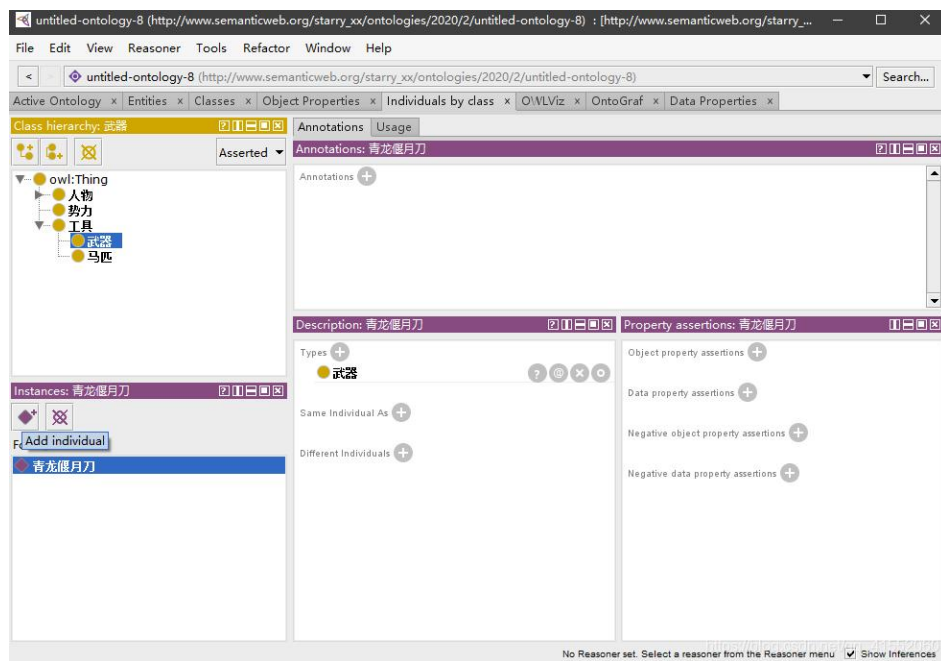 untitled-ontology-8 (http://www.semanticweb.org/starry_xx/ontologies/2020/2/untitled-ontology-8) : [http://www.semanticweb.org/starry_...
File Edit View Reasoner Tools Refactor Window Help
< untitled-ontology-8 (http://www.semanticweb.org/starry_xx/ontologies/2020/2/untitled-ontology-8) Search...
Active Ontology × Entities × Classes × Object Properties × Individuals by class × OWLViz × OntoGraf × Data Properties ×
Class hierarchy: 武器
Annotations Usage
Asserted
Annotations: 青龙偃月刀
Annotations
owl:Thing
人物
势力
工具
武器
马匹
Description: 青龙偃月刀
Property assertions: 青龙偃月刀
Types
武器
Same Individual As
Different Individuals
Object property assertions
Data property assertions
Negative object property assertions
Negative data property assertions
Instances: 青龙偃月刀
Add individual
青龙偃月刀
No Reasoner set. Select a reasoner from the Reasoner menu Show Inferences